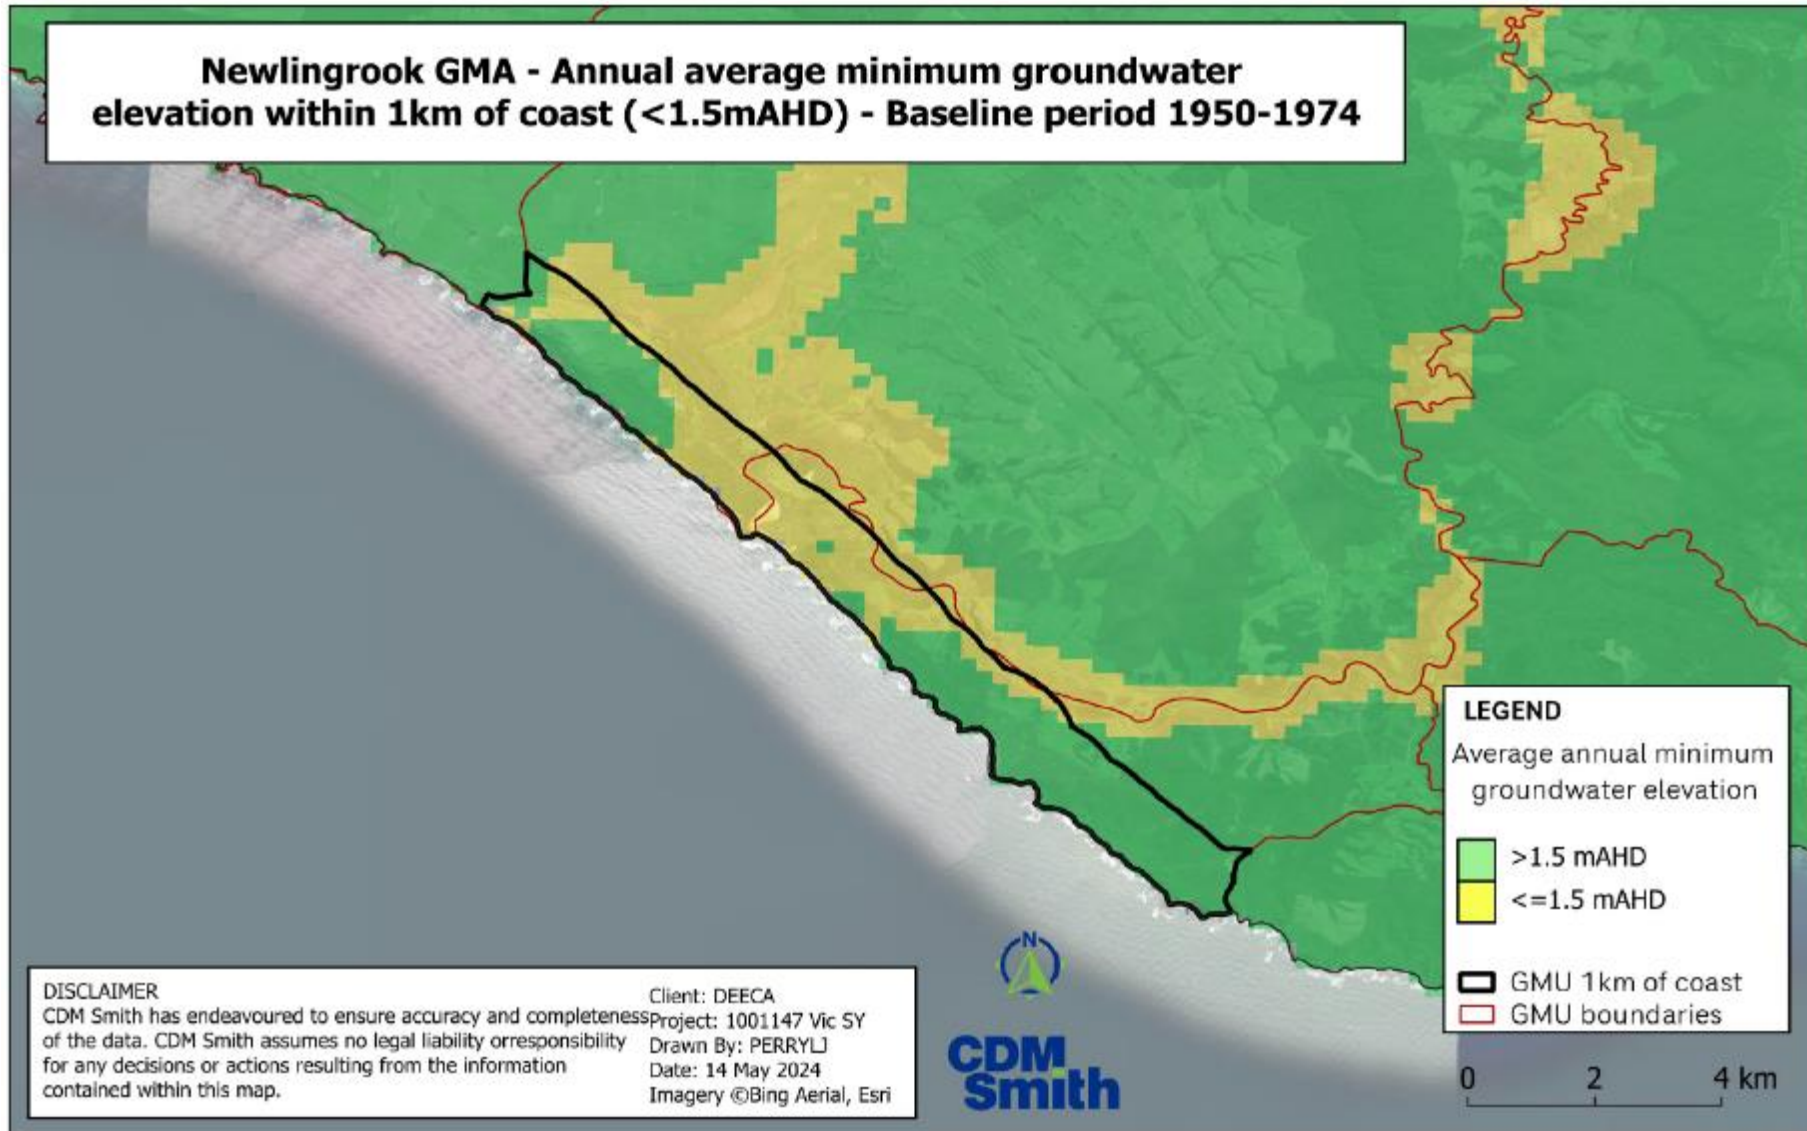 Newlingrook GMA - Annual average minimum groundwater
elevation within 1km of coast (<1.5mAHD) - Baseline period 1950-1974
LEGEND
Average annual minimum
groundwater elevation
>1.5 mAHD
<=1.5 mAHD
GMU 1km of coast
GMU boundaries
DISCLAIMER
CDM Smith has endeavoured to ensure accuracy and completeness
of the data. CDM Smith assumes no legal liability orresponsibility
for any decisions or actions resulting from the information
contained within this map.
Client: DEECA
Project: 1001147 Vic SY
Drawn By: PERRYLJ
Date: 14 May 2024
Imagery ©Bing Aerial, Esri
N
CDM
Smith
0 2 4 km